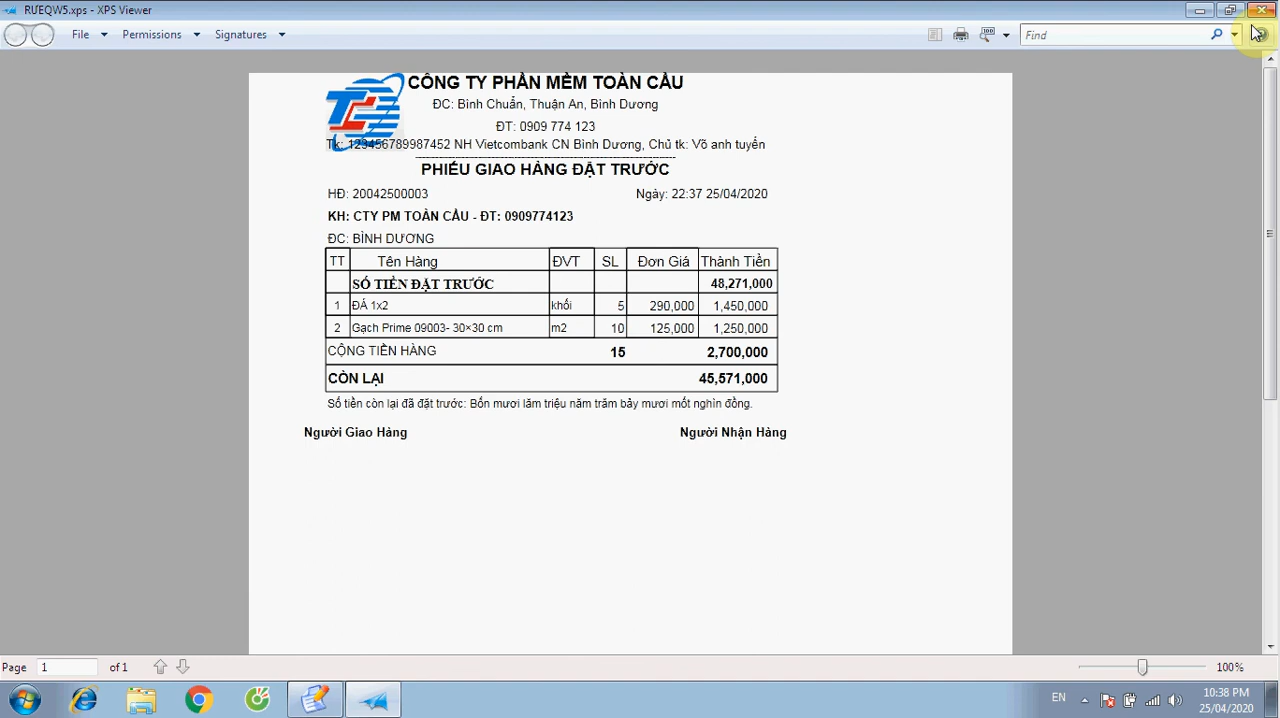 RUEQW5.xps - XPS Viewer
File Permissions Signatures Find
CÔNG TY PHẦN MỀM TOÀN CẦU
ĐC: Bình Chuẩn, Thuận An, Bình Dương
ĐT: 0909 774 123
Tk: 123456789987452 NH Vietcombank CN Bình Dương, Chủ tk: Võ anh tuyển
PHIẾU GIAO HÀNG ĐẶT TRƯỚC
HĐ: 20042500003 Ngày: 22:37 25/04/2020
KH: CTY PM TOÀN CẦU - ĐT: 0909774123
ĐC: BÌNH DƯƠNG
TT Tên Hàng ĐVT SL Đơn Giá Thành Tiền
SỐ TIỀN ĐẶT TRƯỚC 48,271,000
1 ĐÁ 1x2 khối 5 290,000 1,450,000
2 Gạch Prime 09003- 30×30 cm m2 10 125,000 1,250,000
CỘNG TIỀN HÀNG 15 2,700,000
CÒN LẠI 45,571,000
Số tiền còn lại đã đặt trước: Bốn mươi lăm triệu năm trăm bảy mươi mốt nghìn đồng.
Người Giao Hàng Người Nhận Hàng
Page 1 of 1 100%
EN 10:38 PM
25/04/2020